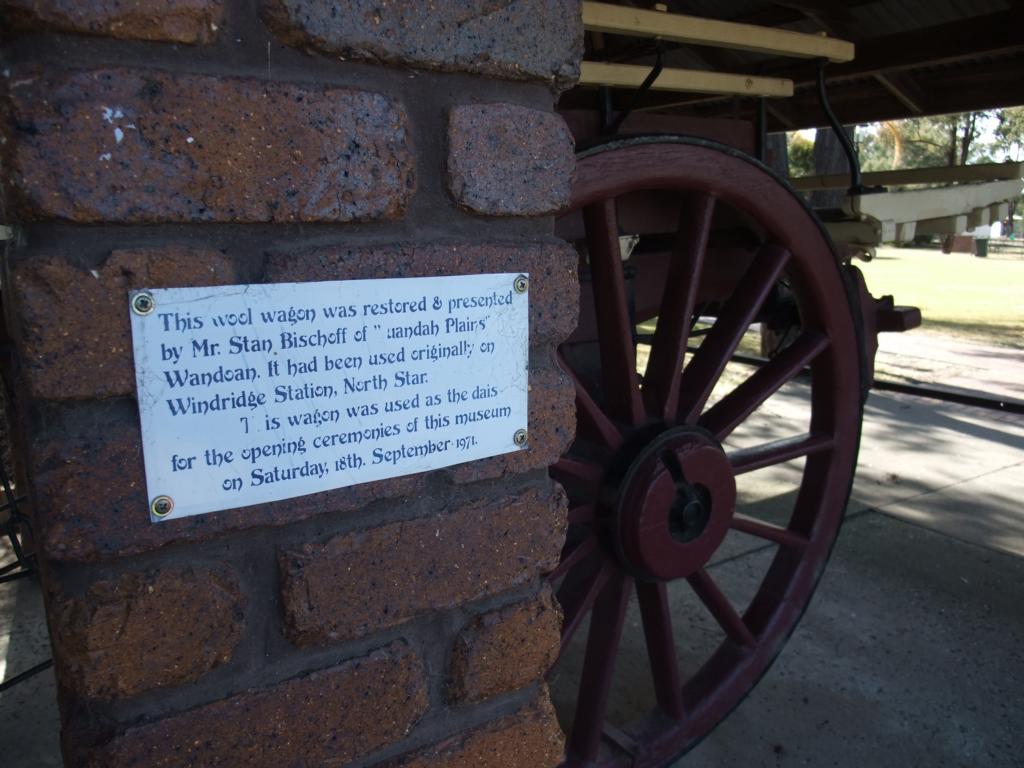 This wool wagon was restored & presented
by Mr. Stan Bischoff of " uandah Plains"
Wandoan. It had been used originally on
Windridge Station, North Star.
T is wagon was used as the dais
for the opening ceremonies of this museum
on Saturday, 18th. September 1971.